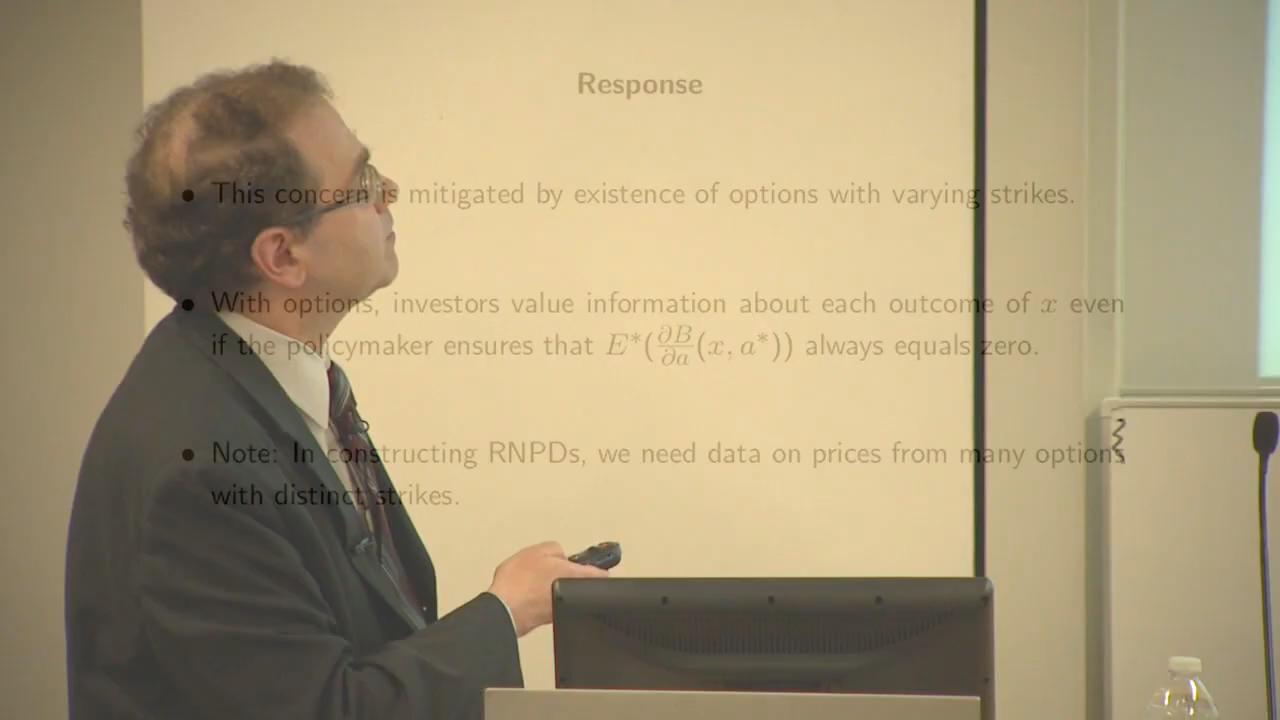 Response
• This concern is mitigated by existence of options with varying strikes.
• With options, investors value information about each outcome of x even
if the policymaker ensures that E*(∂B/∂a(x, a*)) always equals zero.
• Note: In constructing RNPDs, we need data on prices from many options
with distinct strikes.